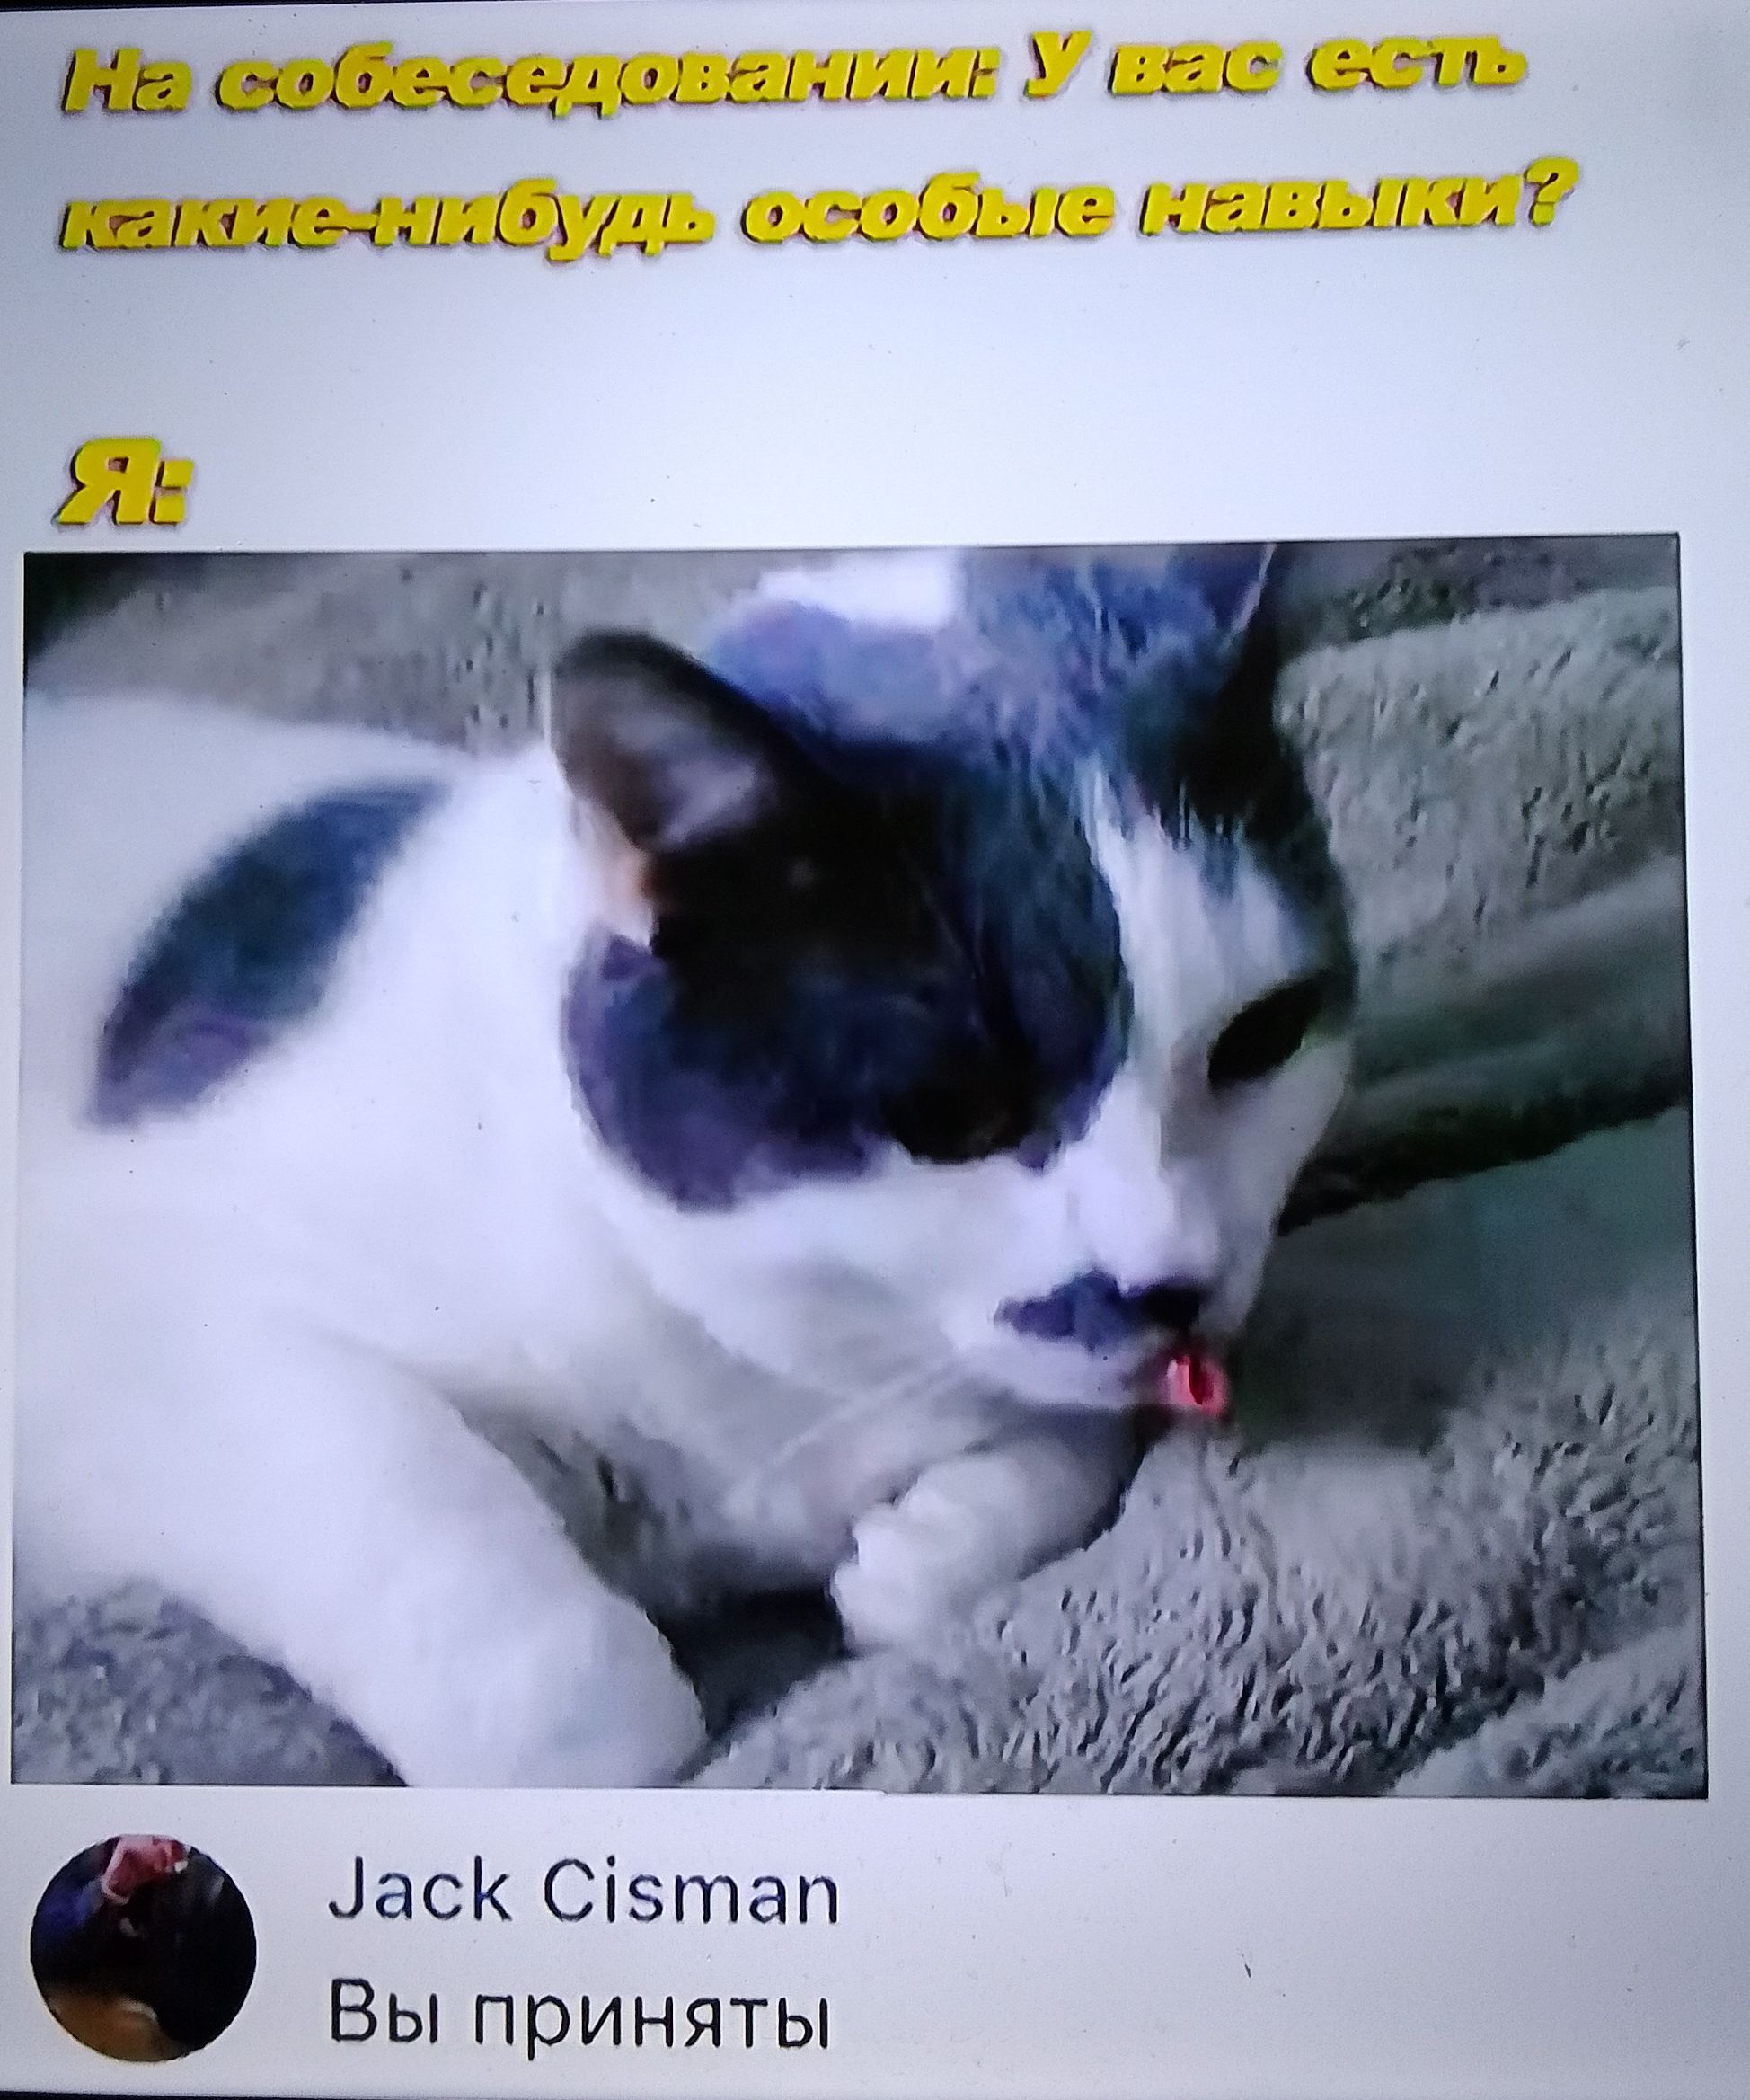 На собеседовании: У вас есть
какие-нибудь особые навыки?
Я:
Jack Cisman
Вы приняты